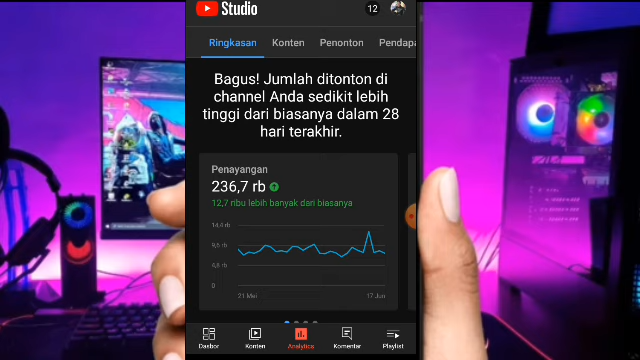 Studio
12
Ringkasan Konten Penonton Pendapa
Bagus! Jumlah ditonton di
channel Anda sedikit lebih
tinggi dari biasanya dalam 28
hari terakhir.
Penayangan
236,7 rb
12,7 ribu lebih banyak dari biasanya
14,4 rb
9,6 rb
4,8 rb
0
21 Mei 17 Jun
Dasbor Konten Analytics Komentar Playlist